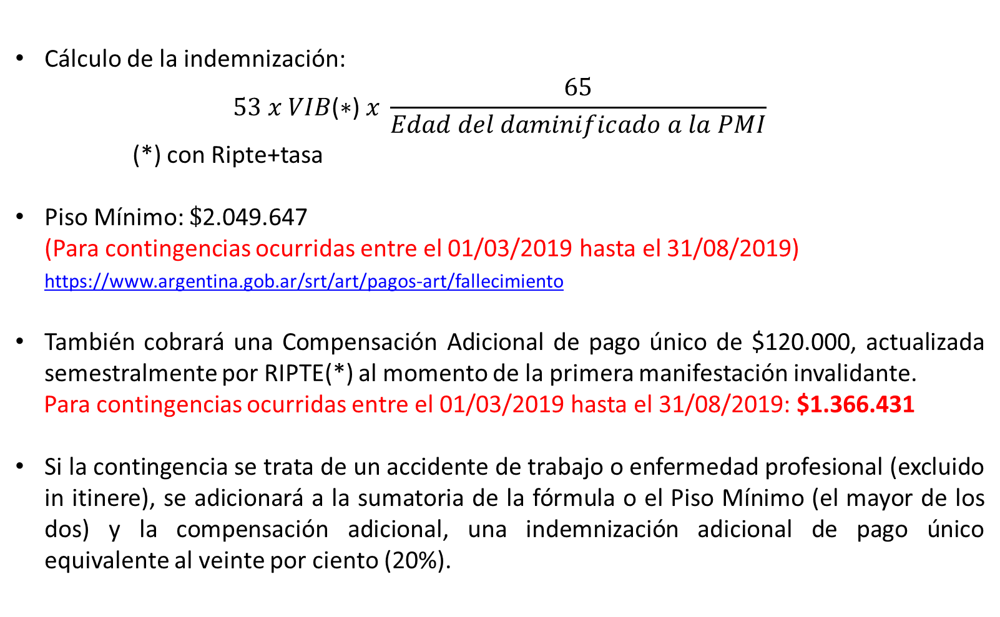 • Cálculo de la indemnización:
53 x VIB(*) x 65 / Edad del daminificado a la PMI
(*) con Ripte+tasa
• Piso Mínimo: $2.049.647
(Para contingencias ocurridas entre el 01/03/2019 hasta el 31/08/2019)
https://www.argentina.gob.ar/srt/art/pagos-art/fallecimiento
• También cobrará una Compensación Adicional de pago único de $120.000, actualizada
semestralmente por RIPTE(*) al momento de la primera manifestación invalidante.
Para contingencias ocurridas entre el 01/03/2019 hasta el 31/08/2019: $1.366.431
• Si la contingencia se trata de un accidente de trabajo o enfermedad profesional (excluido
in itinere), se adicionará a la sumatoria de la fórmula o el Piso Mínimo (el mayor de los
dos) y la compensación adicional, una indemnización adicional de pago único
equivalente al veinte por ciento (20%).